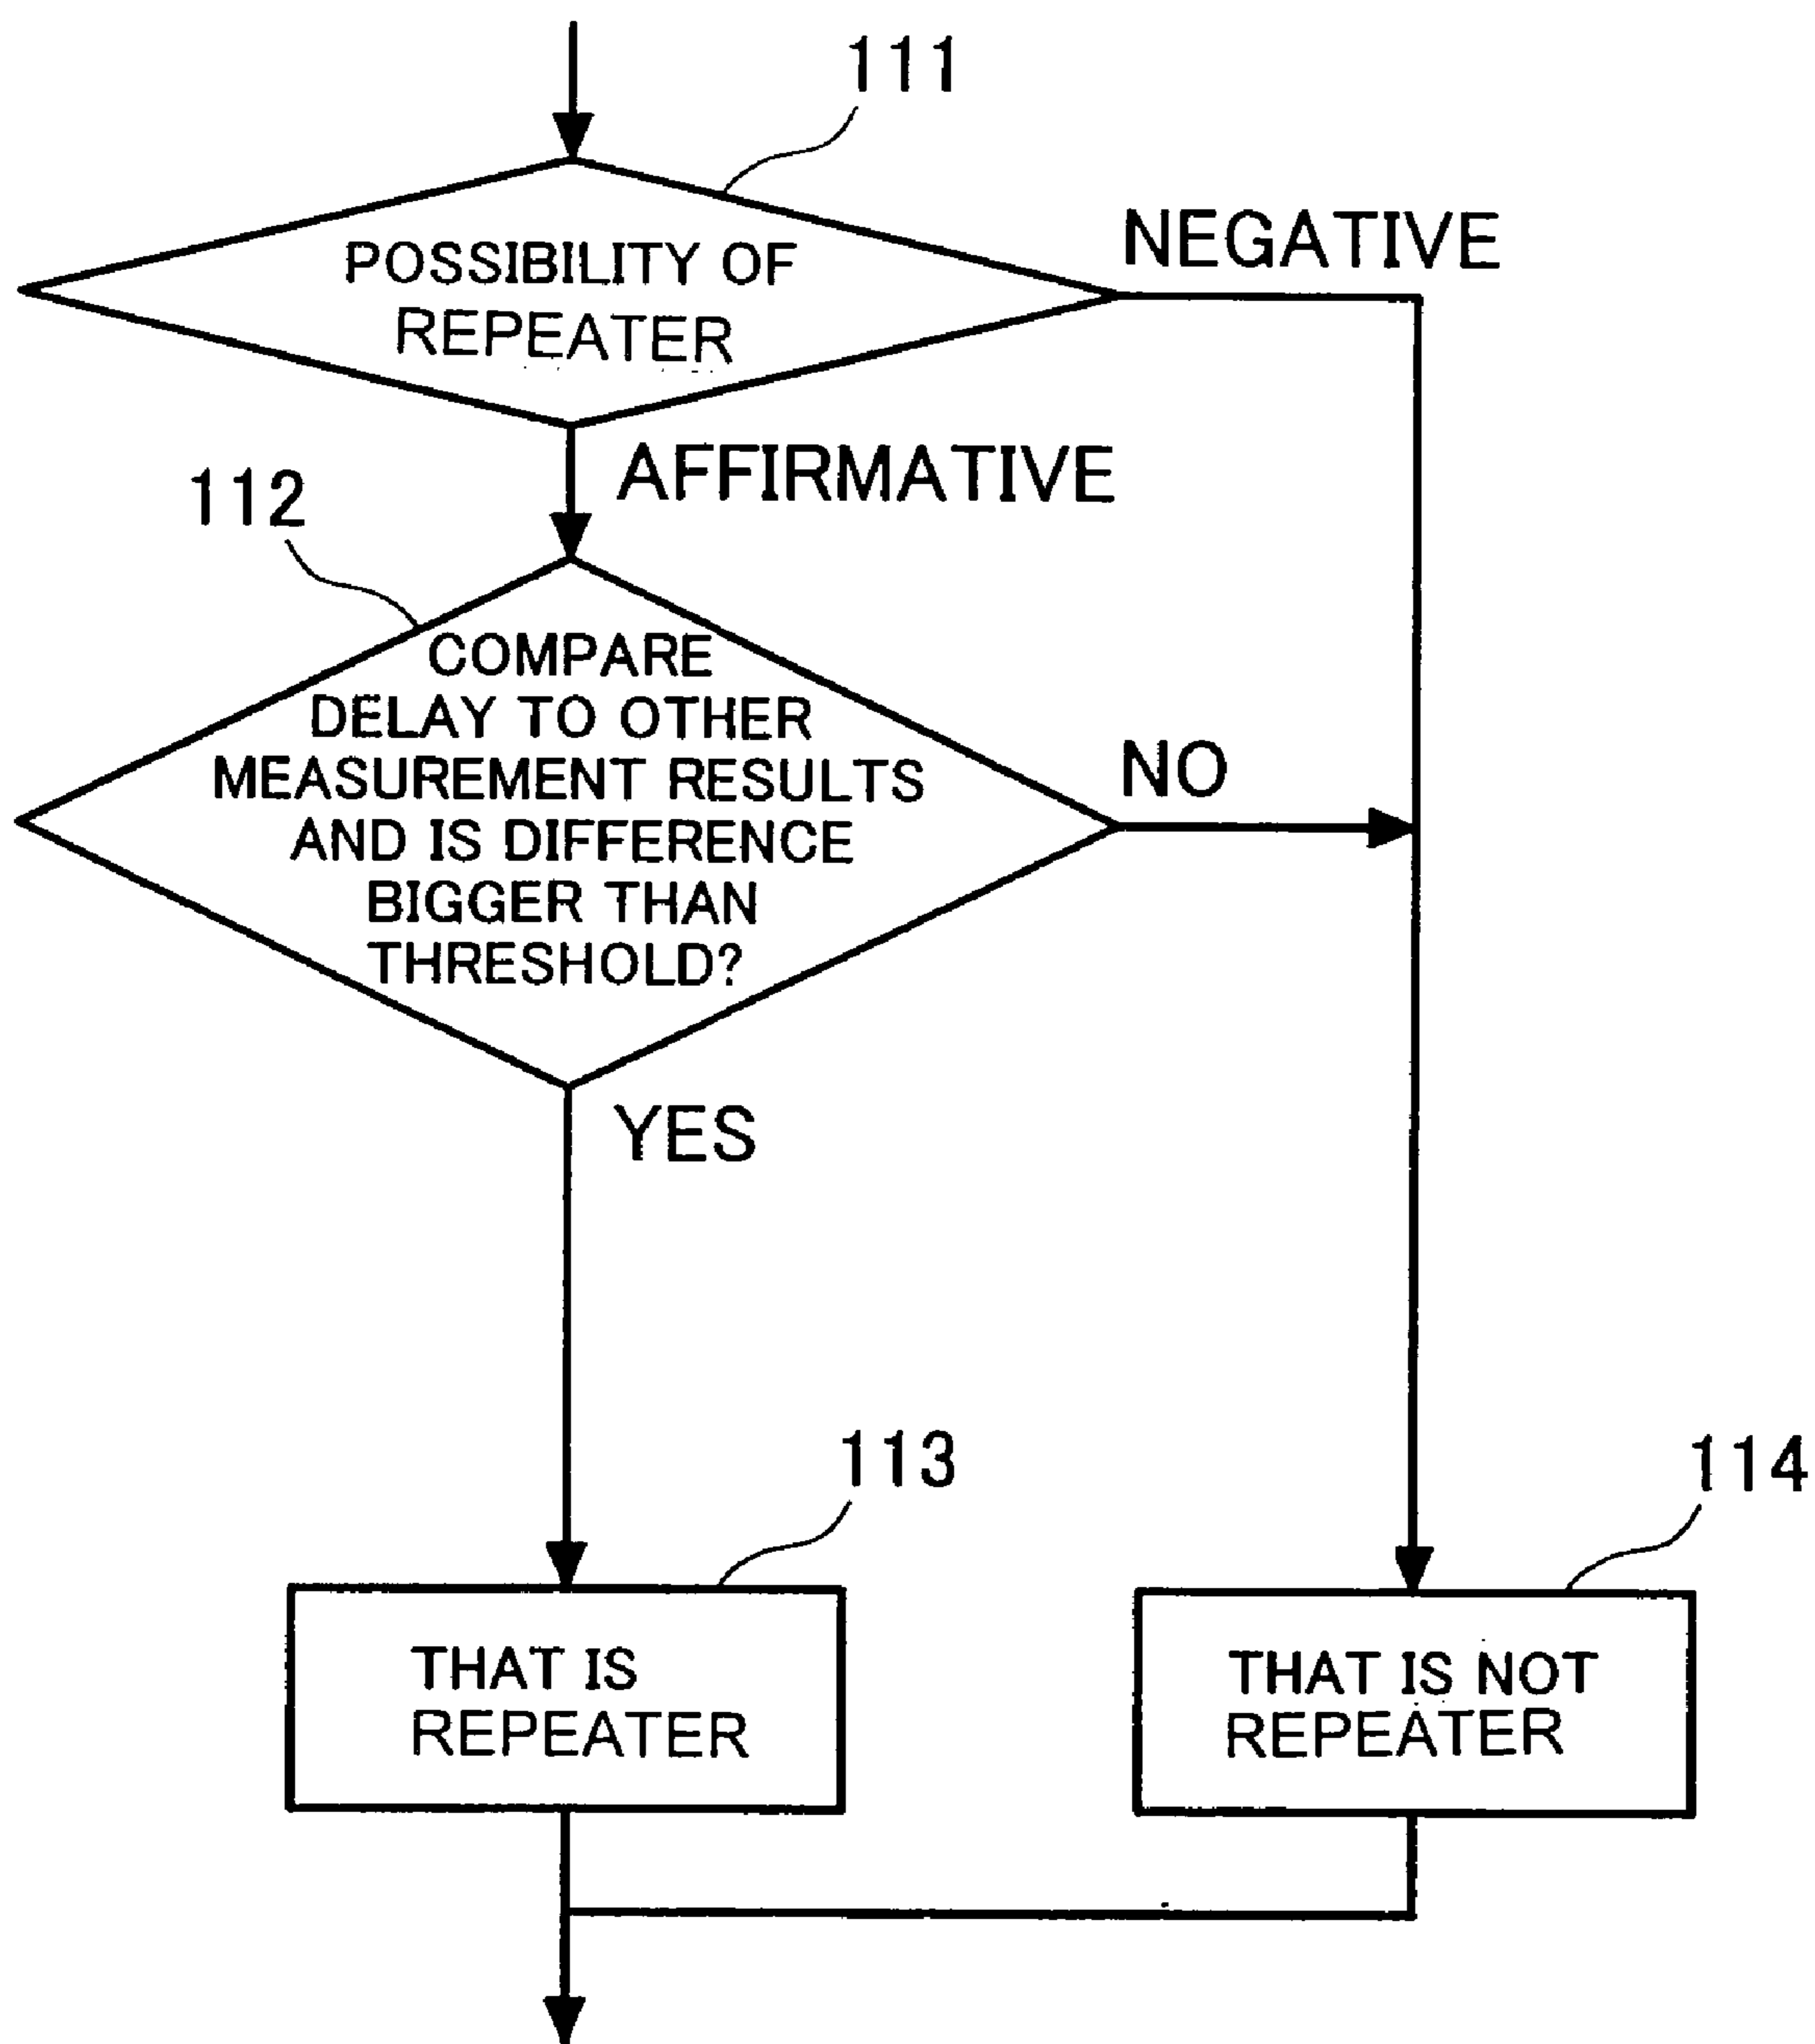 111
POSSIBILITY OF
REPEATER
NEGATIVE
AFFIRMATIVE
112
COMPARE
DELAY TO OTHER
MEASUREMENT RESULTS
AND IS DIFFERENCE
BIGGER THAN
THRESHOLD?
NO
YES
113
114
THAT IS
REPEATER
THAT IS NOT
REPEATER